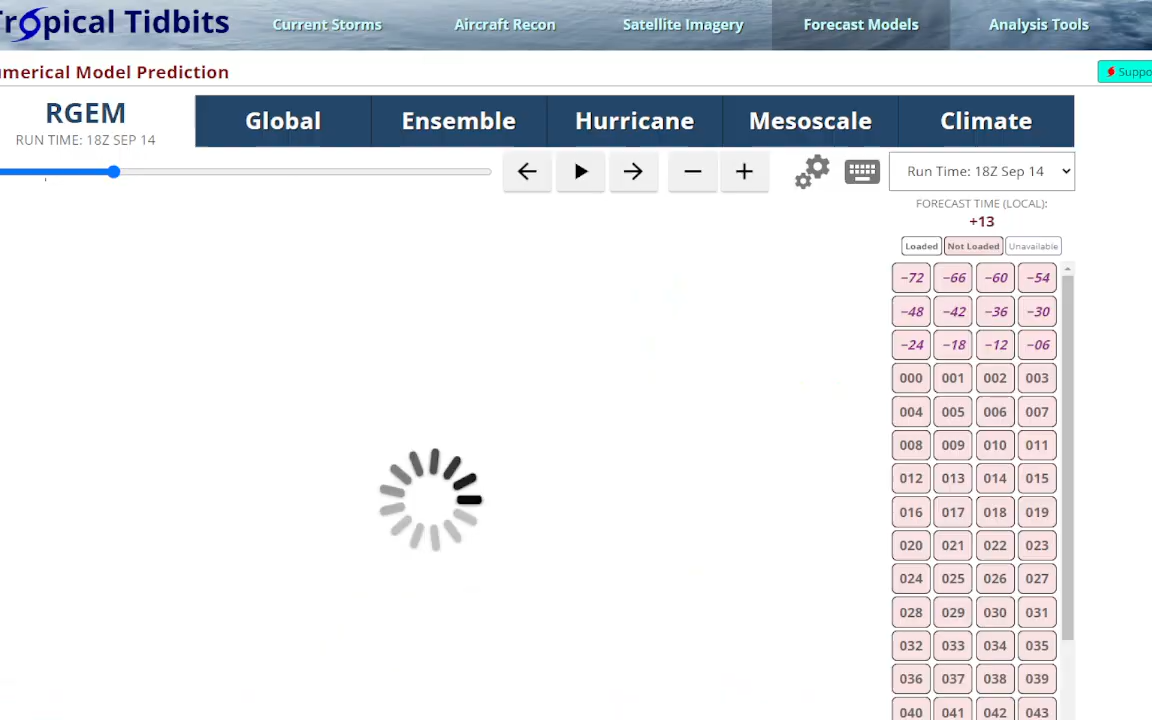 Tropical Tidbits
Current Storms
Aircraft Recon
Satellite Imagery
Forecast Models
Analysis Tools
umerical Model Prediction
Suppo
RGEM
RUN TIME: 18Z SEP 14
Global
Ensemble
Hurricane
Mesoscale
Climate
Run Time: 18Z Sep 14
FORECAST TIME (LOCAL):
+13
Loaded Not Loaded Unavailable
−72 −66 −60 −54
−48 −42 −36 −30
−24 −18 −12 −06
000 001 002 003
004 005 006 007
008 009 010 011
012 013 014 015
016 017 018 019
020 021 022 023
024 025 026 027
028 029 030 031
032 033 034 035
036 037 038 039
040 041 042 043